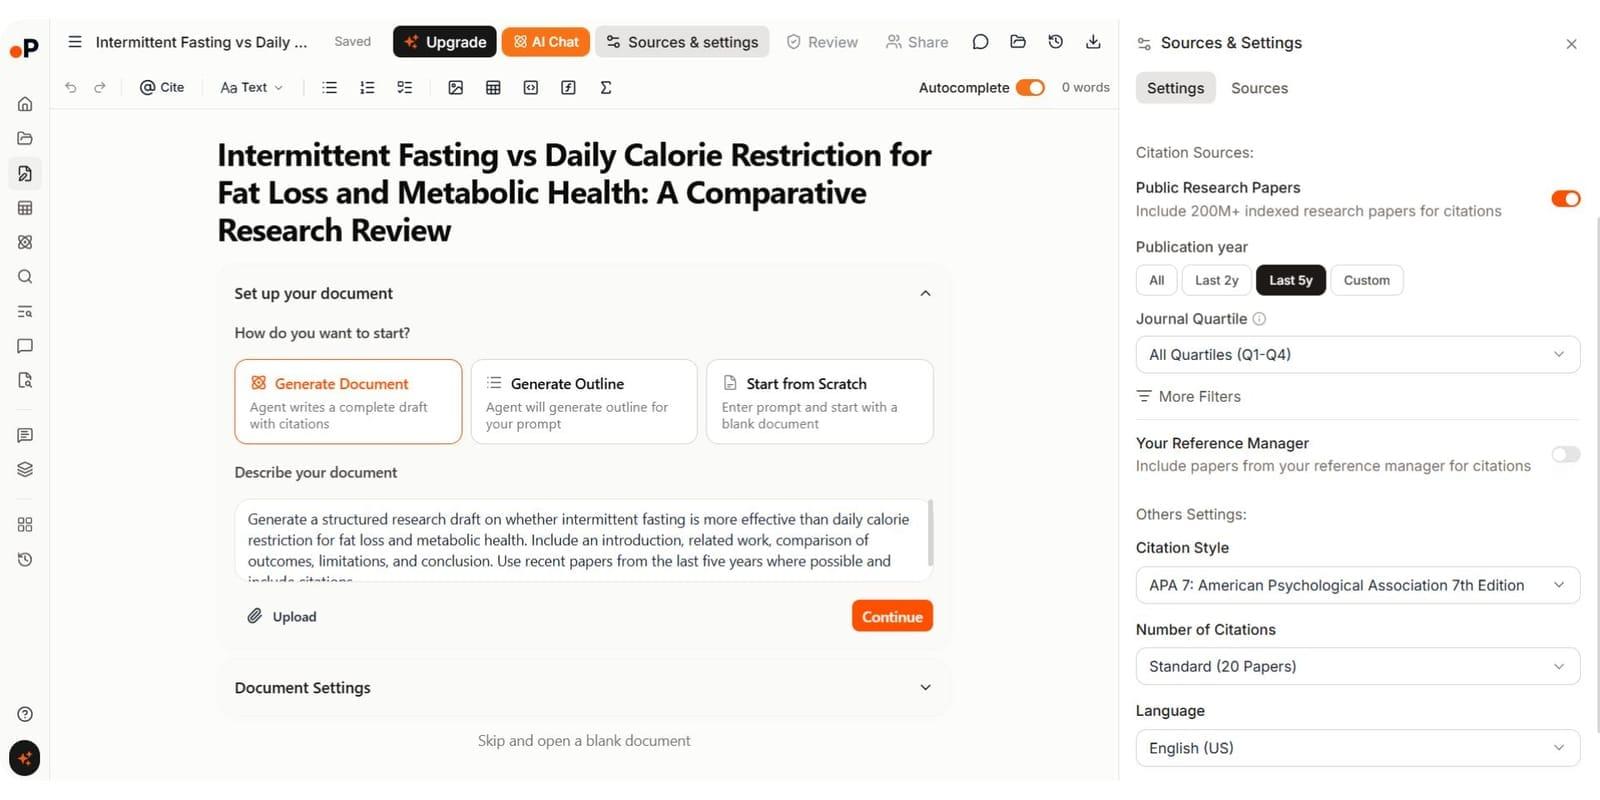 P
Intermittent Fasting vs Daily ...
Saved
Upgrade
AI Chat
Sources & settings
Review
Share
Cite
Aa Text
Autocomplete
0 words
Intermittent Fasting vs Daily Calorie Restriction for
Fat Loss and Metabolic Health: A Comparative
Research Review
Set up your document
How do you want to start?
Generate Document
Agent writes a complete draft
with citations
Generate Outline
Agent will generate outline for
your prompt
Start from Scratch
Enter prompt and start with a
blank document
Describe your document
Generate a structured research draft on whether intermittent fasting is more effective than daily calorie
restriction for fat loss and metabolic health. Include an introduction, related work, comparison of
outcomes, limitations, and conclusion. Use recent papers from the last five years where possible and
include citations.
Upload
Continue
Document Settings
Skip and open a blank document
Sources & Settings
Settings
Sources
Citation Sources:
Public Research Papers
Include 200M+ indexed research papers for citations
Publication year
All
Last 2y
Last 5y
Custom
Journal Quartile
All Quartiles (Q1-Q4)
More Filters
Your Reference Manager
Include papers from your reference manager for citations
Others Settings:
Citation Style
APA 7: American Psychological Association 7th Edition
Number of Citations
Standard (20 Papers)
Language
English (US)